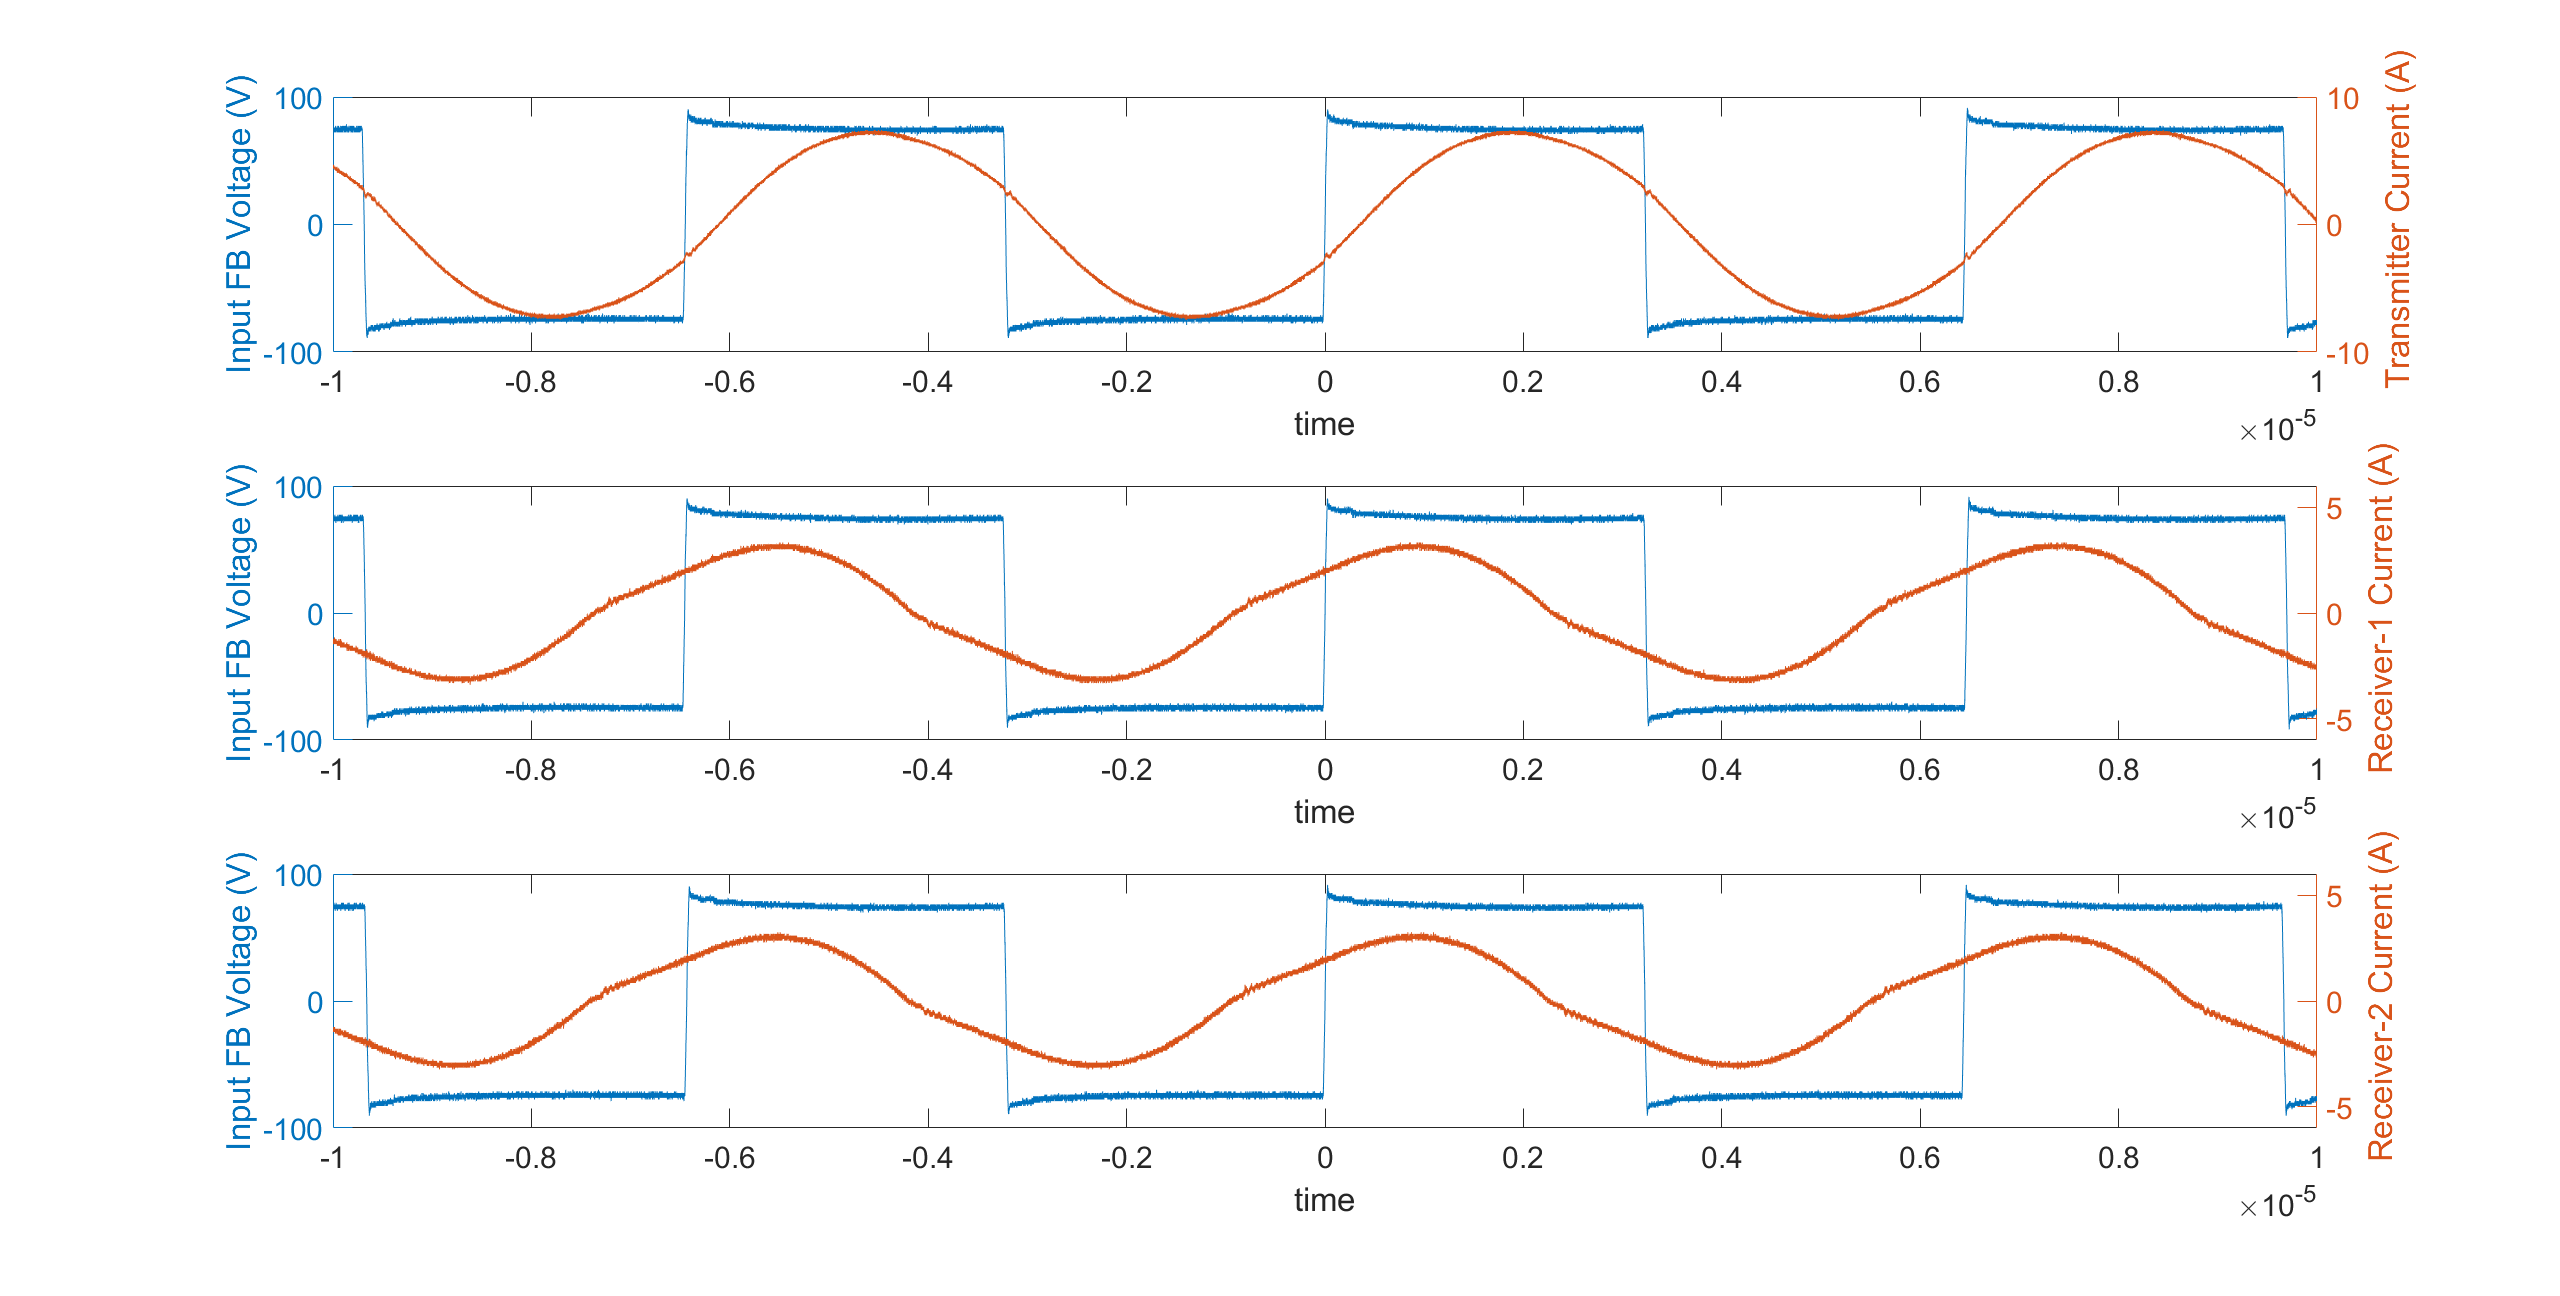 Input FB Voltage (V)
100
0
-100
Transmitter Current (A)
10
0
-10
-1 -0.8 -0.6 -0.4 -0.2 0 0.2 0.4 0.6 0.8 1
time
×10-5
Input FB Voltage (V)
100
0
-100
Receiver-1 Current (A)
5
0
-5
-1 -0.8 -0.6 -0.4 -0.2 0 0.2 0.4 0.6 0.8 1
time
×10-5
Input FB Voltage (V)
100
0
-100
Receiver-2 Current (A)
5
0
-5
-1 -0.8 -0.6 -0.4 -0.2 0 0.2 0.4 0.6 0.8 1
time
×10-5